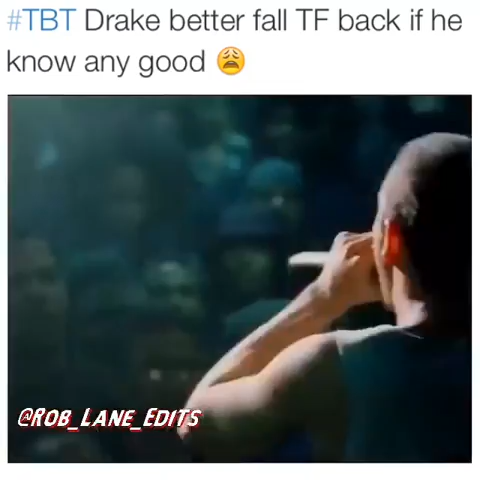 #TBT Drake better fall TF back if he
know any good 😩
@ROB_LANE_EDITS